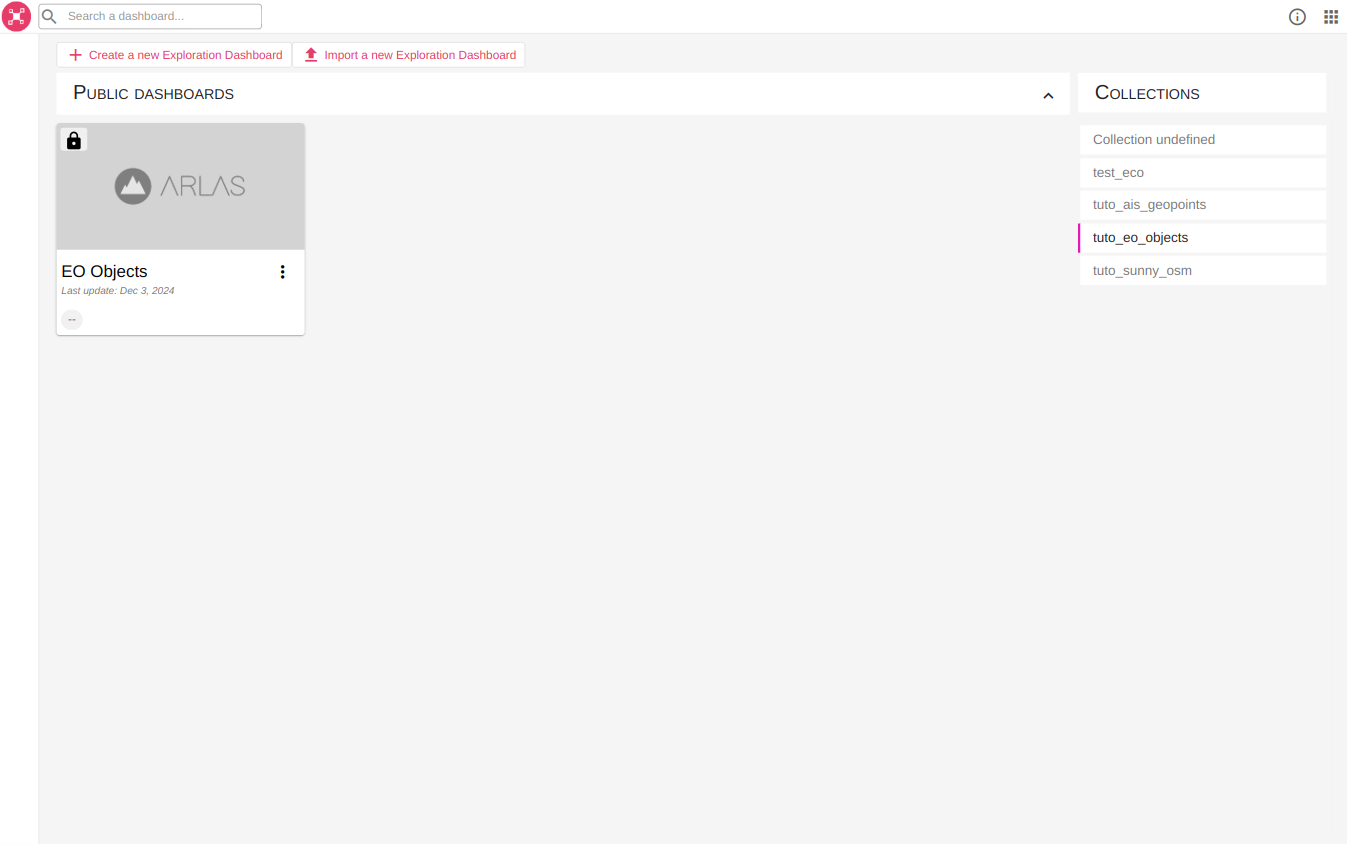 Search a dashboard...
Create a new Exploration Dashboard
Import a new Exploration Dashboard
Public dashboards
ARLAS
EO Objects
Last update: Dec 3, 2024
--
Collections
Collection undefined
test_eco
tuto_ais_geopoints
tuto_eo_objects
tuto_sunny_osm